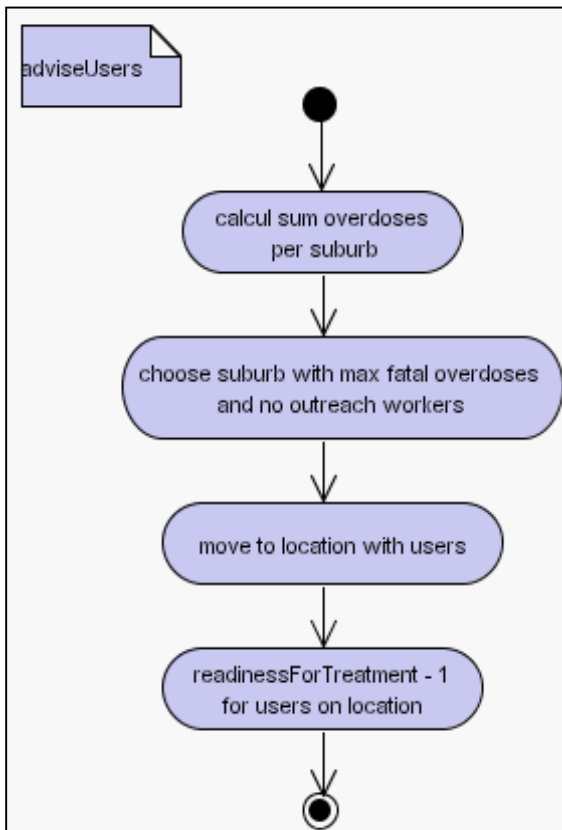 adviseUsers
calcul sum overdoses
per suburb
choose suburb with max fatal overdoses
and no outreach workers
move to location with users
readinessForTreatment - 1
for users on location